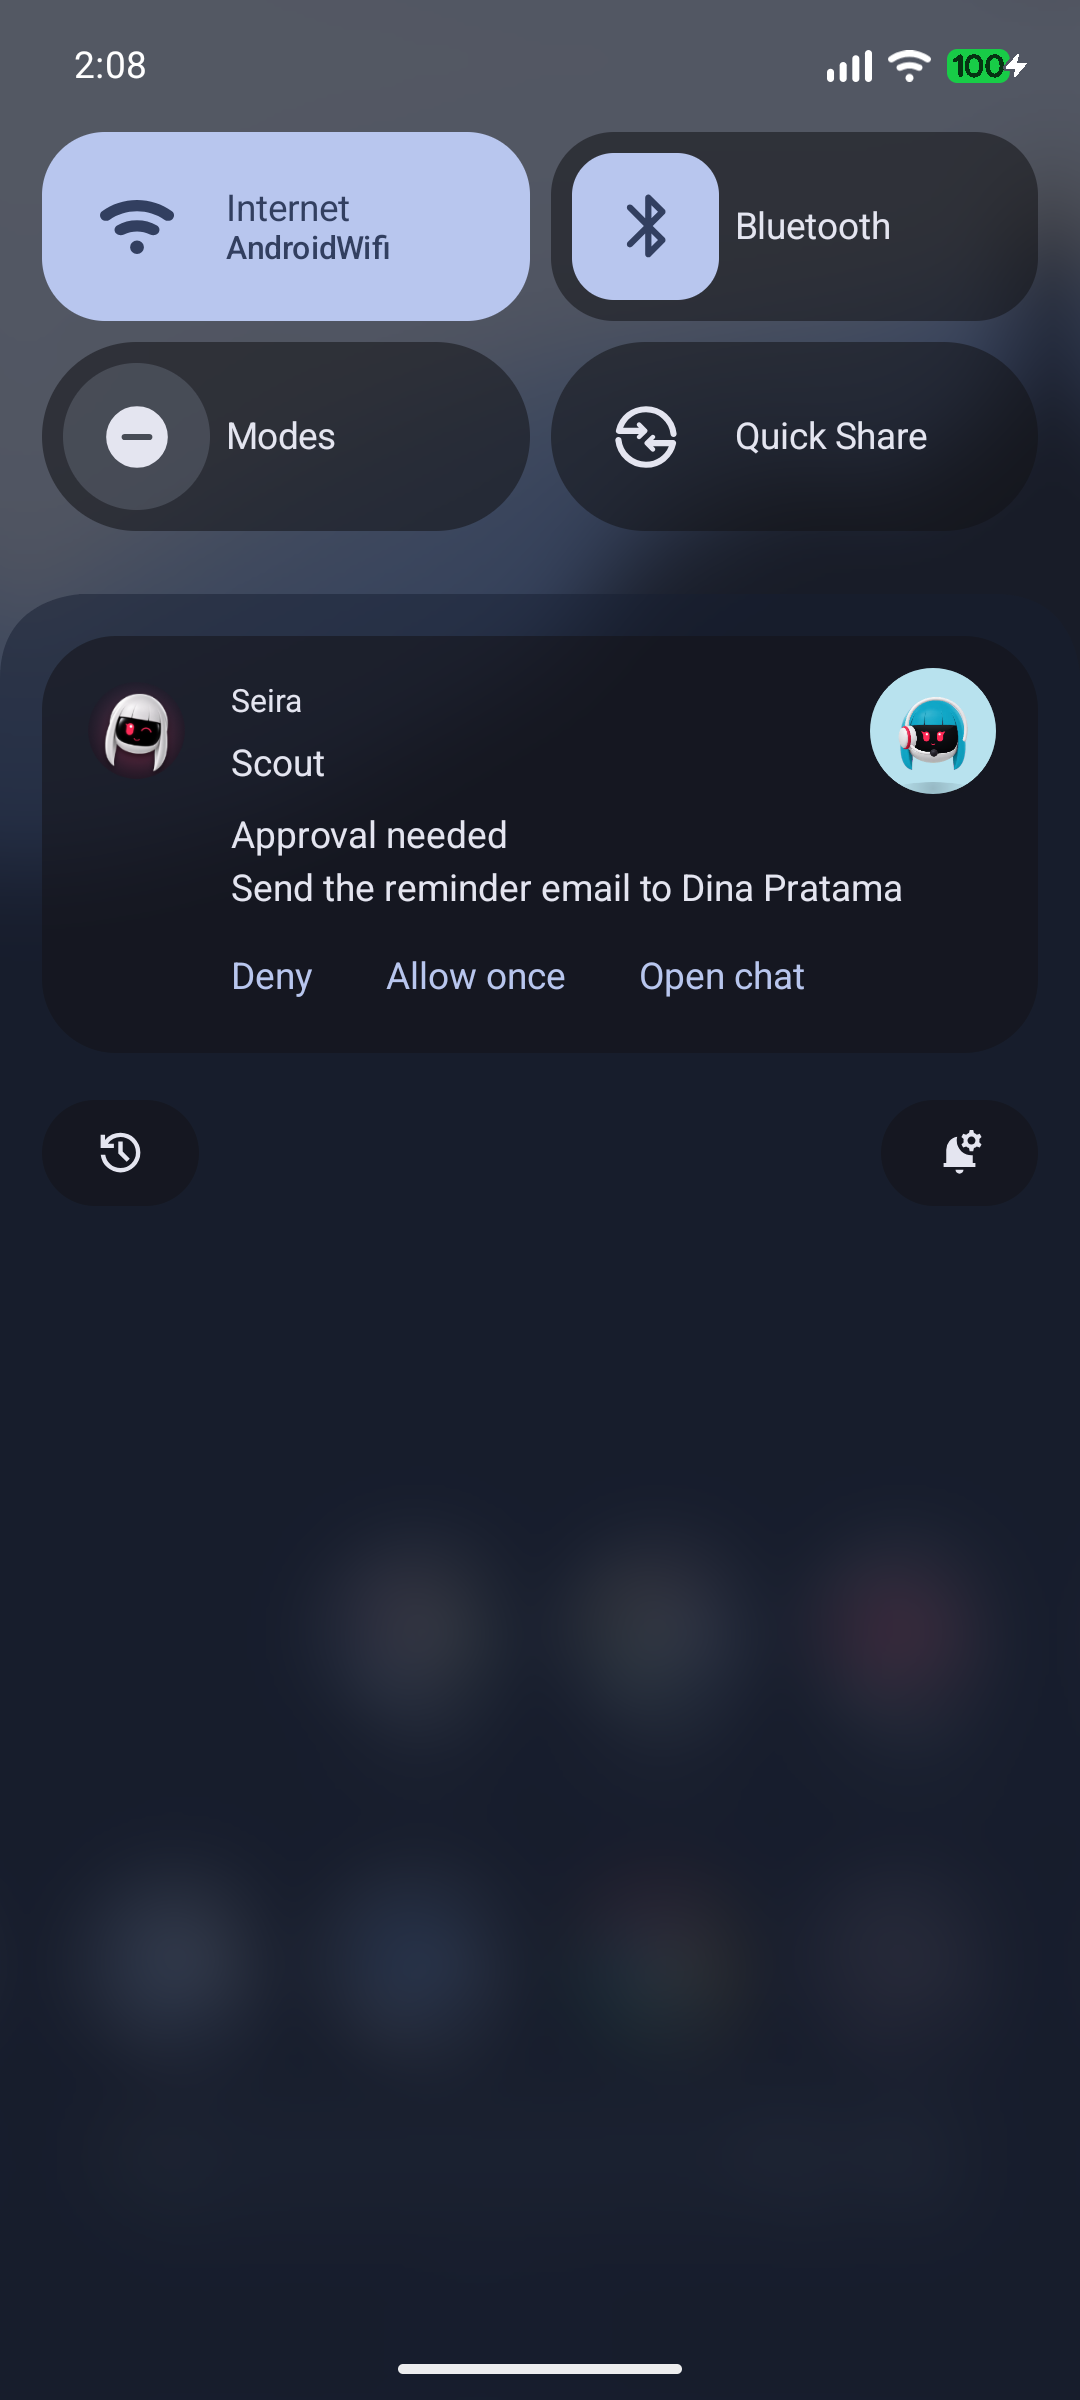 2:08
100
Internet
AndroidWifi
Bluetooth
Modes
Quick Share
Seira
Scout
Approval needed
Send the reminder email to Dina Pratama
Deny
Allow once
Open chat